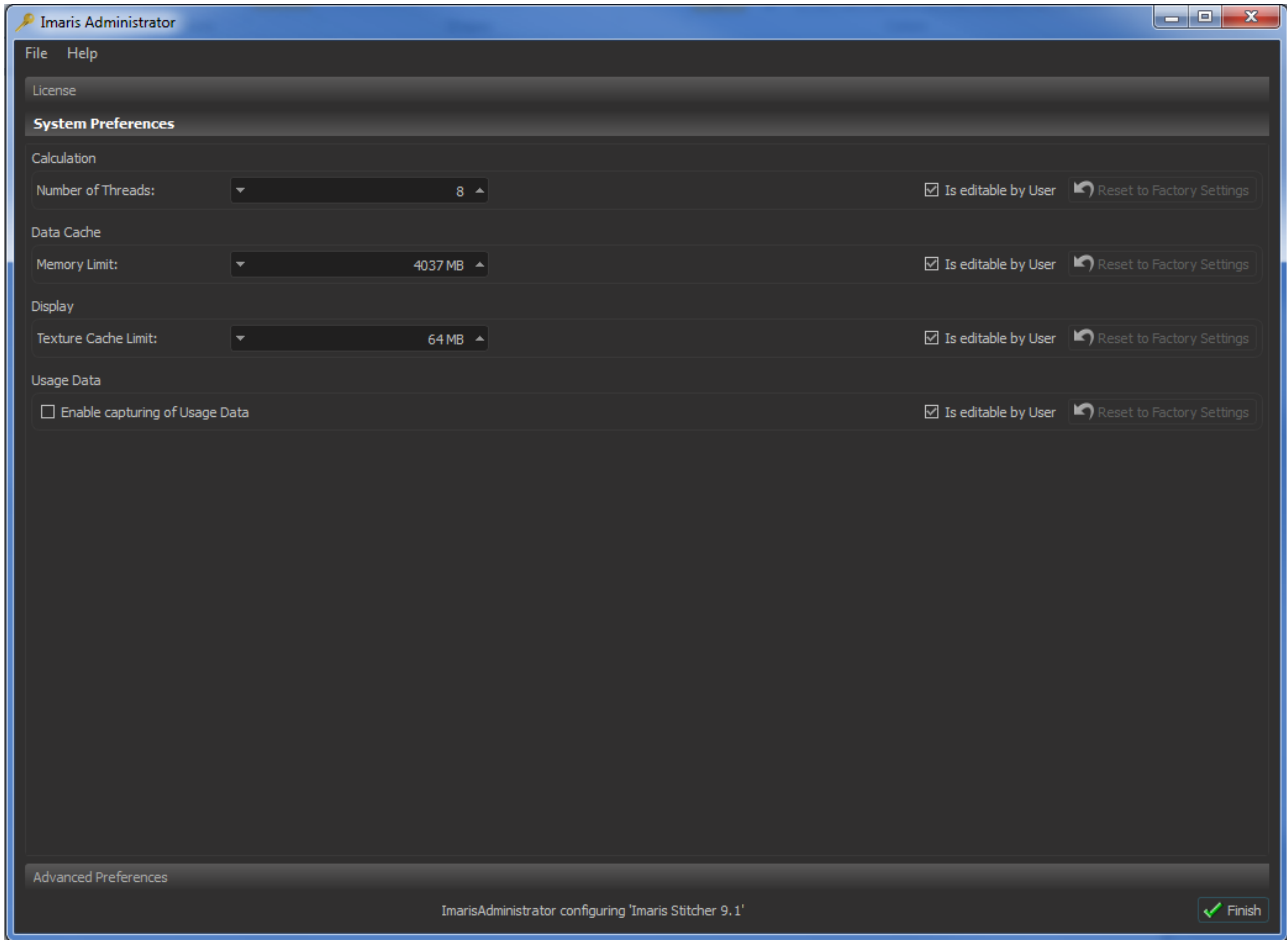 Imaris Administrator
File Help
License
System Preferences
Calculation
Number of Threads: 8 Is editable by User Reset to Factory Settings
Data Cache
Memory Limit: 4037 MB Is editable by User Reset to Factory Settings
Display
Texture Cache Limit: 64 MB Is editable by User Reset to Factory Settings
Usage Data
Enable capturing of Usage Data Is editable by User Reset to Factory Settings
Advanced Preferences
ImarisAdministrator configuring 'Imaris Stitcher 9.1' Finish